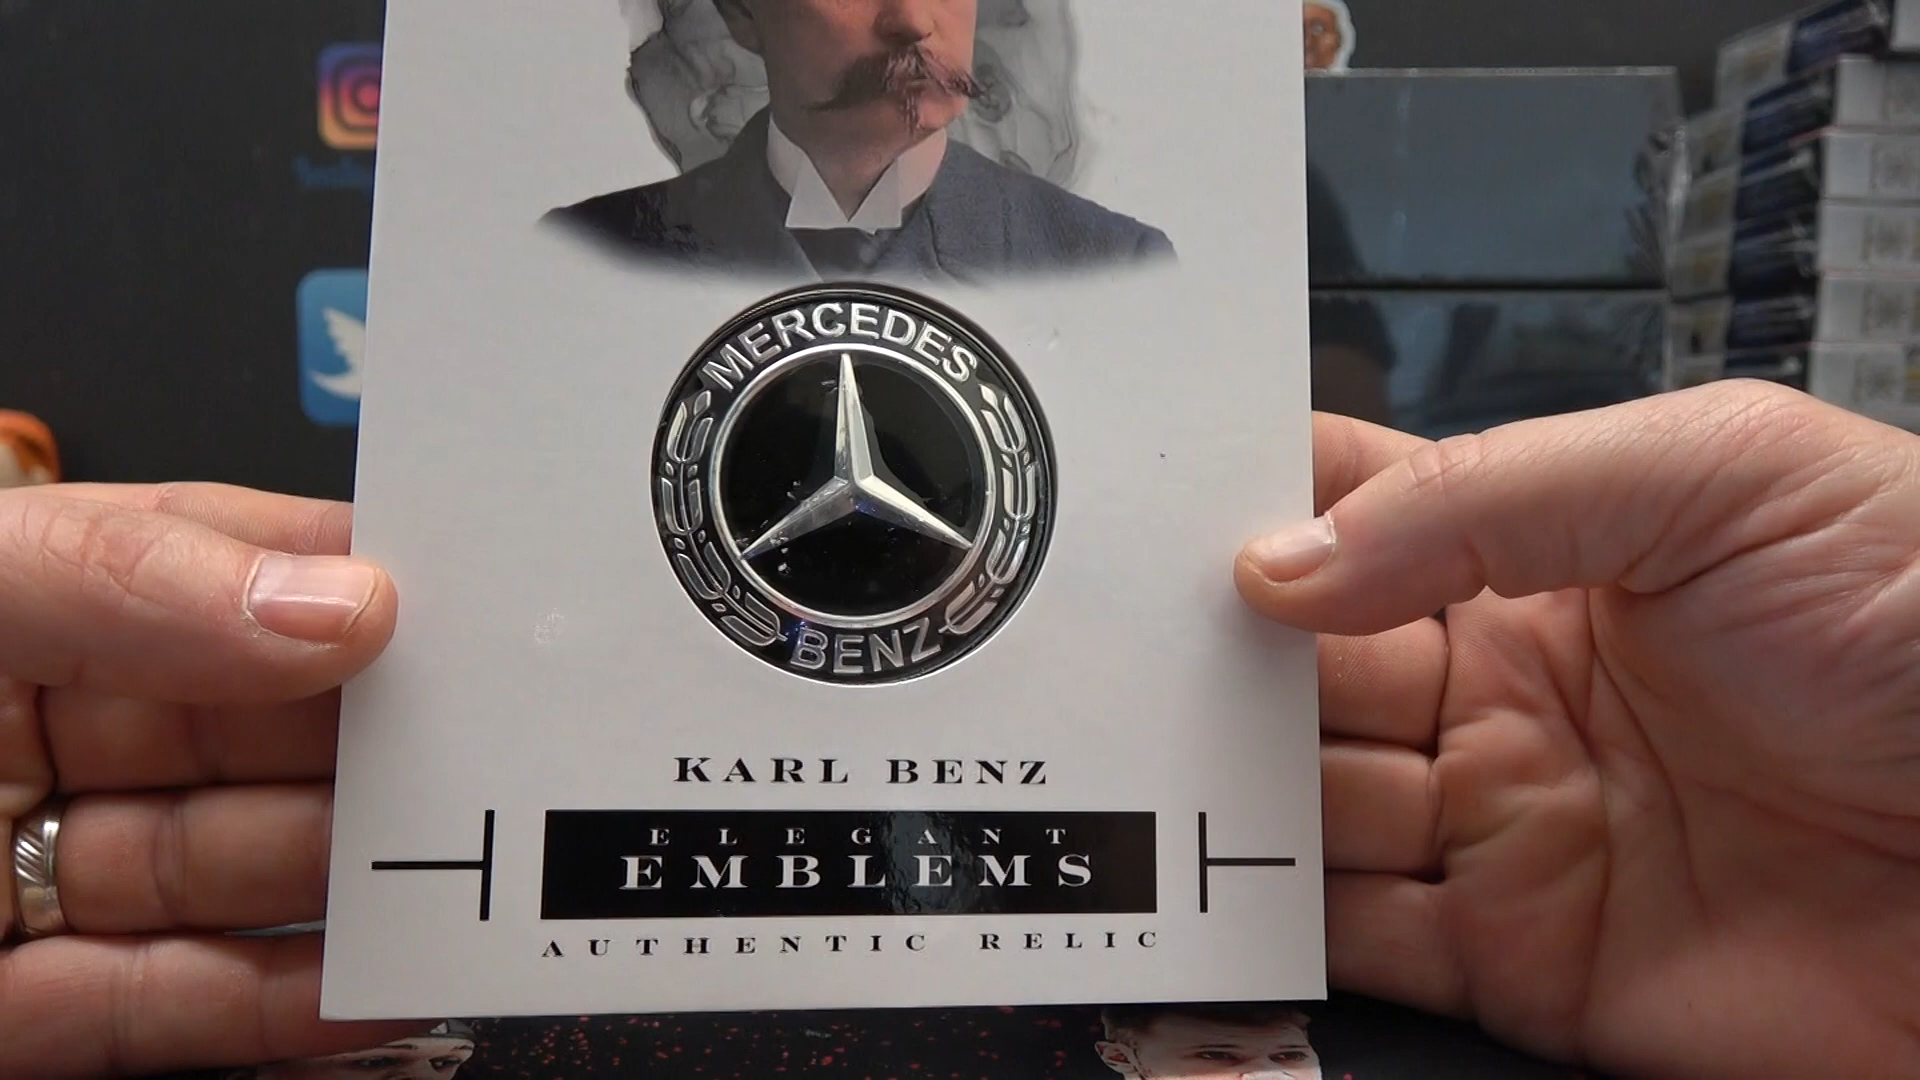 MERCEDES
BENZ
KARL BENZ
ELEGANT
EMBLEMS
AUTHENTIC RELIC